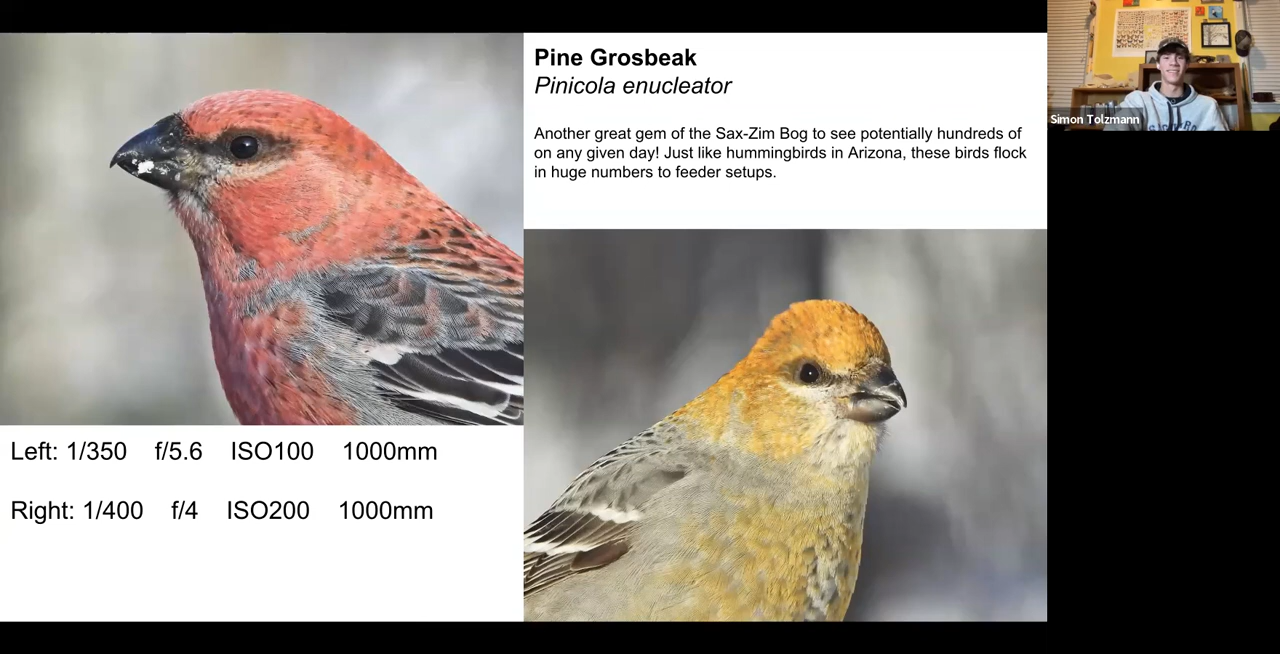 Pine Grosbeak
Pinicola enucleator
Another great gem of the Sax-Zim Bog to see potentially hundreds of
on any given day! Just like hummingbirds in Arizona, these birds flock
in huge numbers to feeder setups.
Left: 1/350 f/5.6 ISO100 1000mm
Right: 1/400 f/4 ISO200 1000mm
Simon Tolzmann